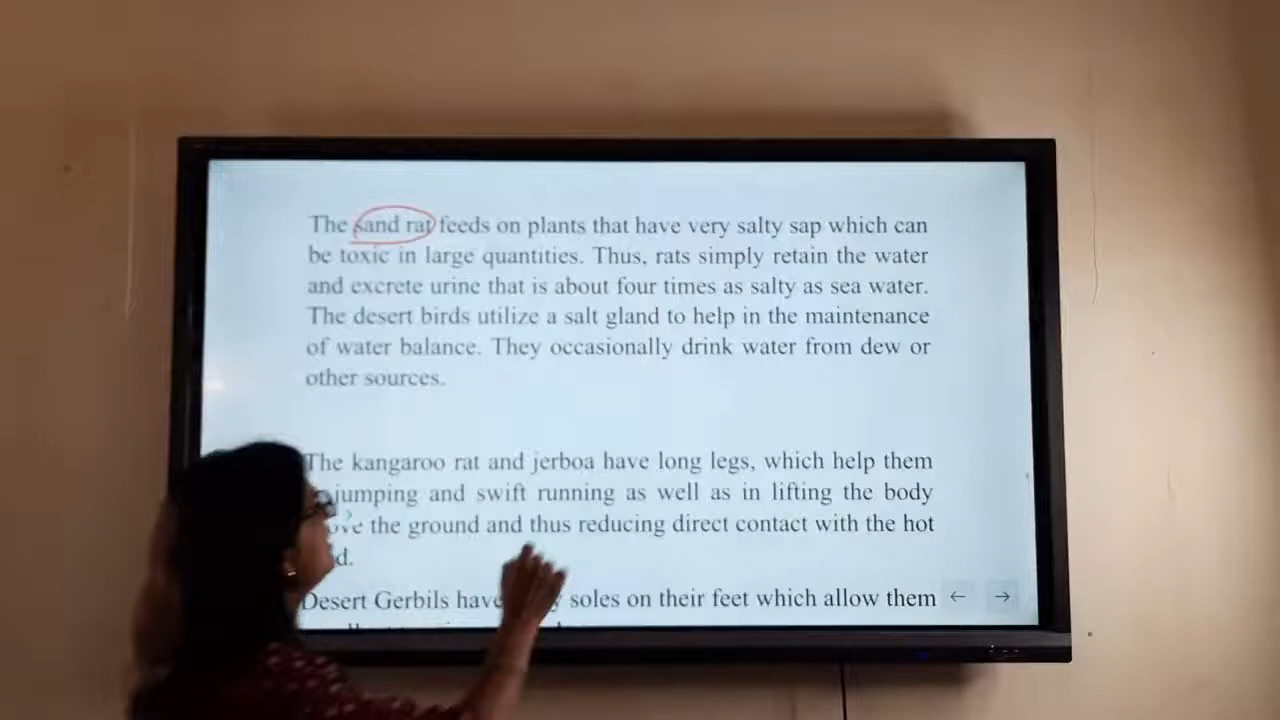 The sand rat feeds on plants that have very salty sap which can
be toxic in large quantities. Thus, rats simply retain the water
and excrete urine that is about four times as salty as sea water.
The desert birds utilize a salt gland to help in the maintenance
of water balance. They occasionally drink water from dew or
other sources.
The kangaroo rat and jerboa have long legs, which help them
jumping and swift running as well as in lifting the body
the ground and thus reducing direct contact with the hot
Desert Gerbils have soles on their feet which allow them